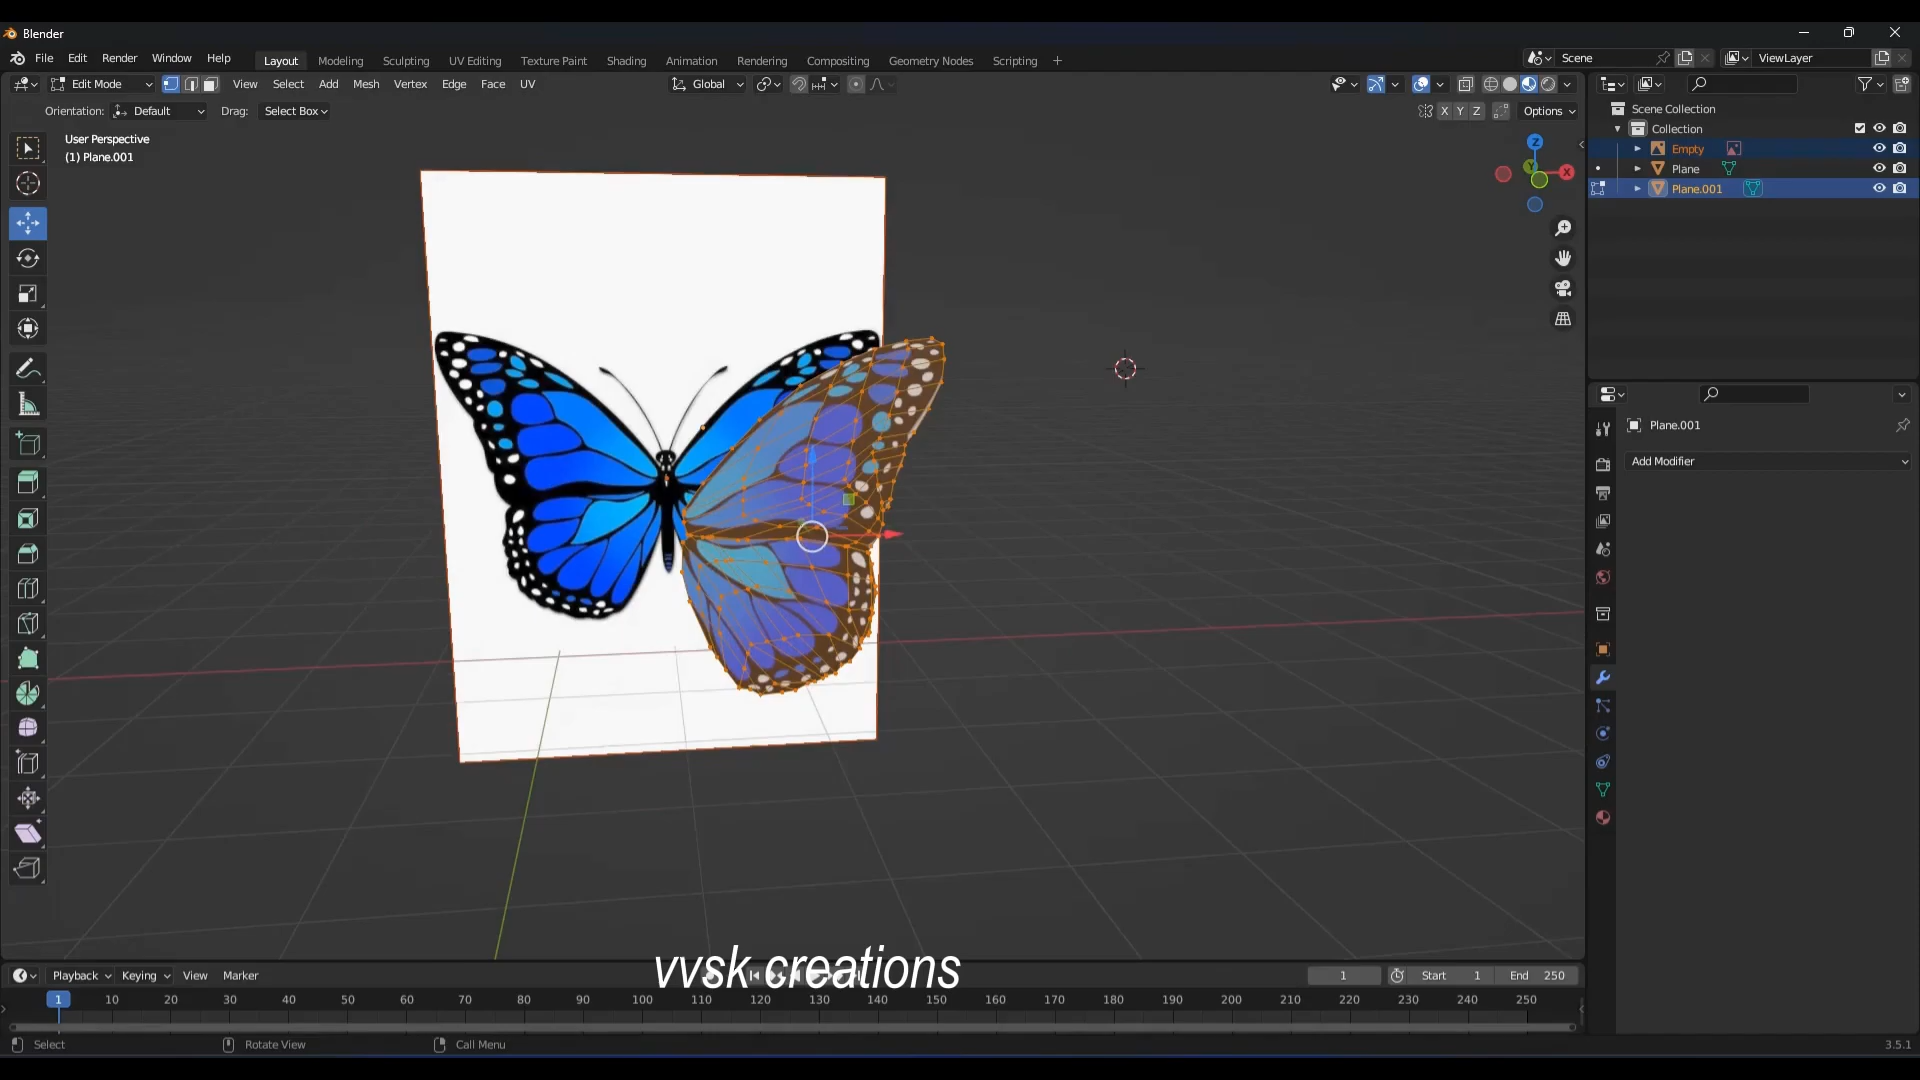 Blender
File Edit Render Window Help Layout Modeling Sculpting UV Editing Texture Paint Shading Animation Rendering Compositing Geometry Nodes Scripting + Scene ViewLayer
Edit Mode View Select Add Mesh Vertex Edge Face UV Global
Orientation: Default Drag: Select Box X Y Z Options
User Perspective
(1) Plane.001
Z
Y
X
Scene Collection
Collection
Empty
Plane
Plane.001
Plane.001
Add Modifier
vvsk creations
Playback Keying View Marker 1 Start 1 End 250
1 10 20 30 40 50 60 70 80 90 100 110 120 130 140 150 160 170 180 190 200 210 220 230 240 250
Select Rotate View Call Menu 3.5.1